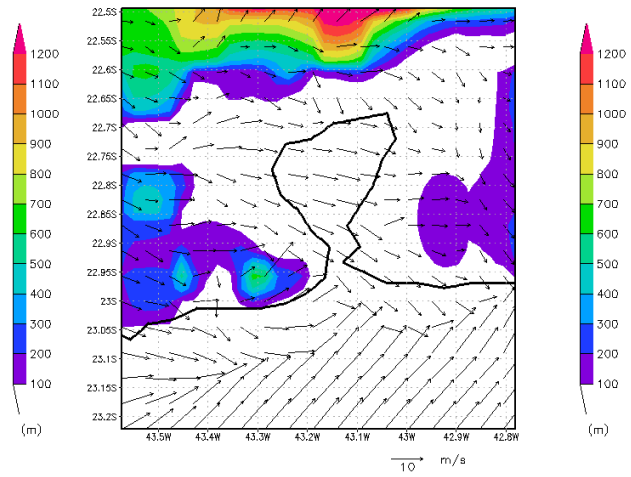 22.5S
22.55S
22.6S
22.65S
22.7S
22.75S
22.8S
22.85S
22.9S
22.95S
23S
23.05S
23.1S
23.15S
23.2S
43.5W 43.4W 43.3W 43.2W 43.1W 43W 42.9W 42.8W
1200
1100
1000
900
800
700
600
500
400
300
200
100
(m)
1200
1100
1000
900
800
700
600
500
400
300
200
100
(m)
10 m/s